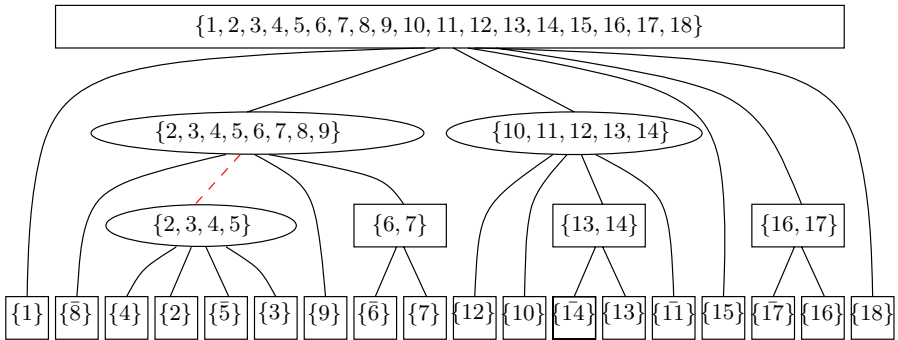 {1, 2, 3, 4, 5, 6, 7, 8, 9, 10, 11, 12, 13, 14, 15, 16, 17, 18}
{2, 3, 4, 5, 6, 7, 8, 9} {10, 11, 12, 13, 14}
{2, 3, 4, 5} {6, 7} {13, 14} {16, 17}
{1} {8̄} {4} {2} {5̄} {3} {9} {6̄} {7} {12} {10} {1̄4} {13} {1̄1} {15} {1̄7} {16} {18}